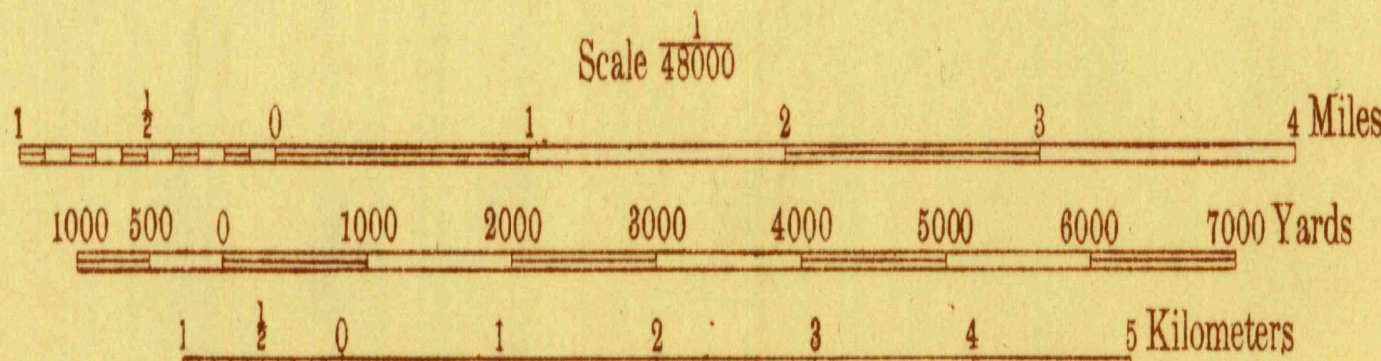 Scale 1/48000
1 1/2 0 1 2 3 4 Miles
1000 500 0 1000 2000 3000 4000 5000 6000 7000 Yards
1 1/2 0 1 2 3 4 5 Kilometers